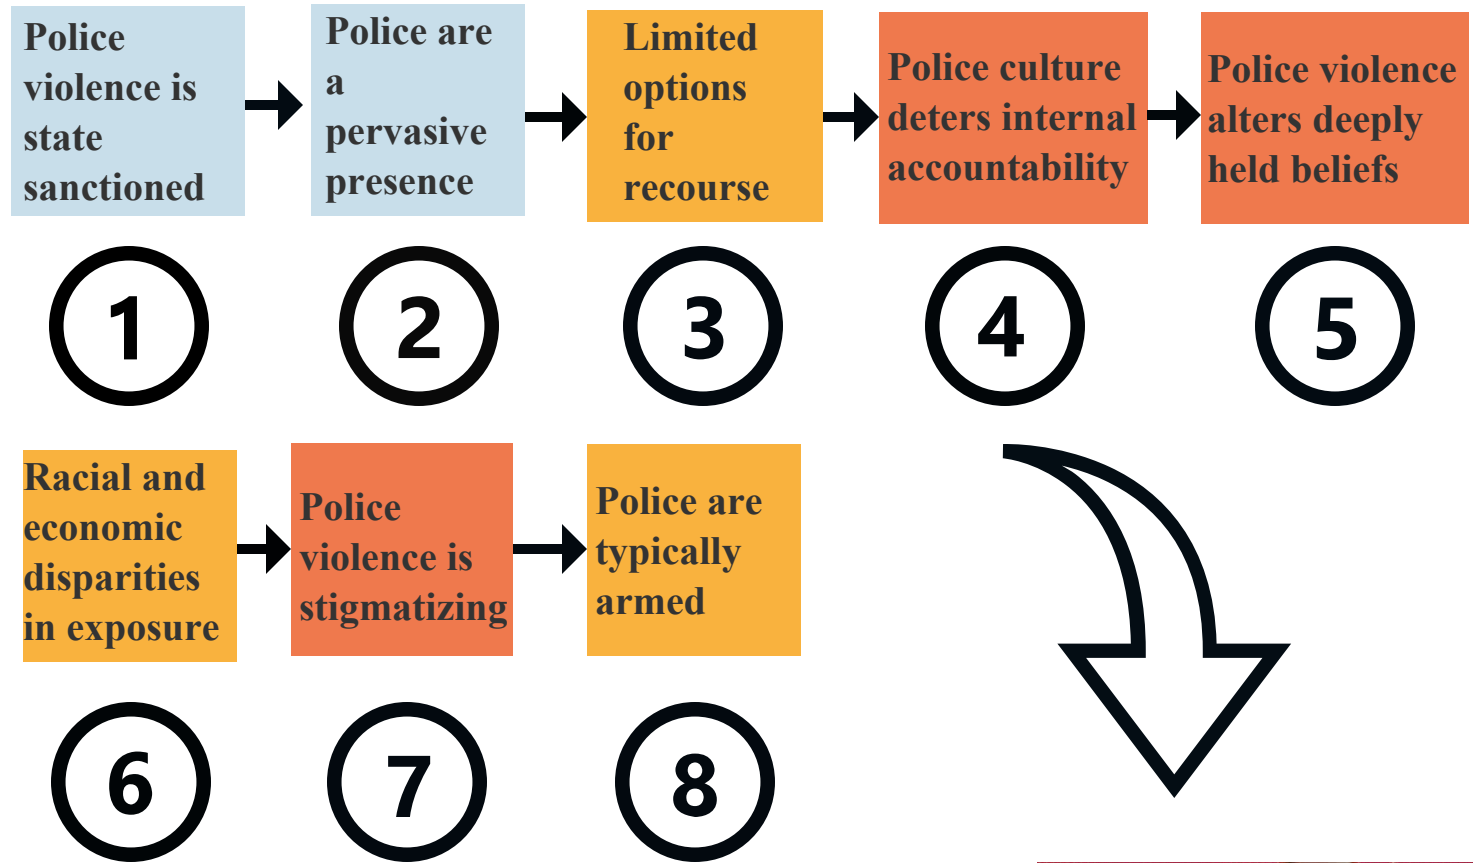 Police
violence is
state
sanctioned
Police are
a
pervasive
presence
Limited
options
for
recourse
Police culture
deters internal
accountability
Police violence
alters deeply
held beliefs
1
2
3
4
5
Racial and
economic
disparities
in exposure
Police
violence is
stigmatizing
Police are
typically
armed
6
7
8